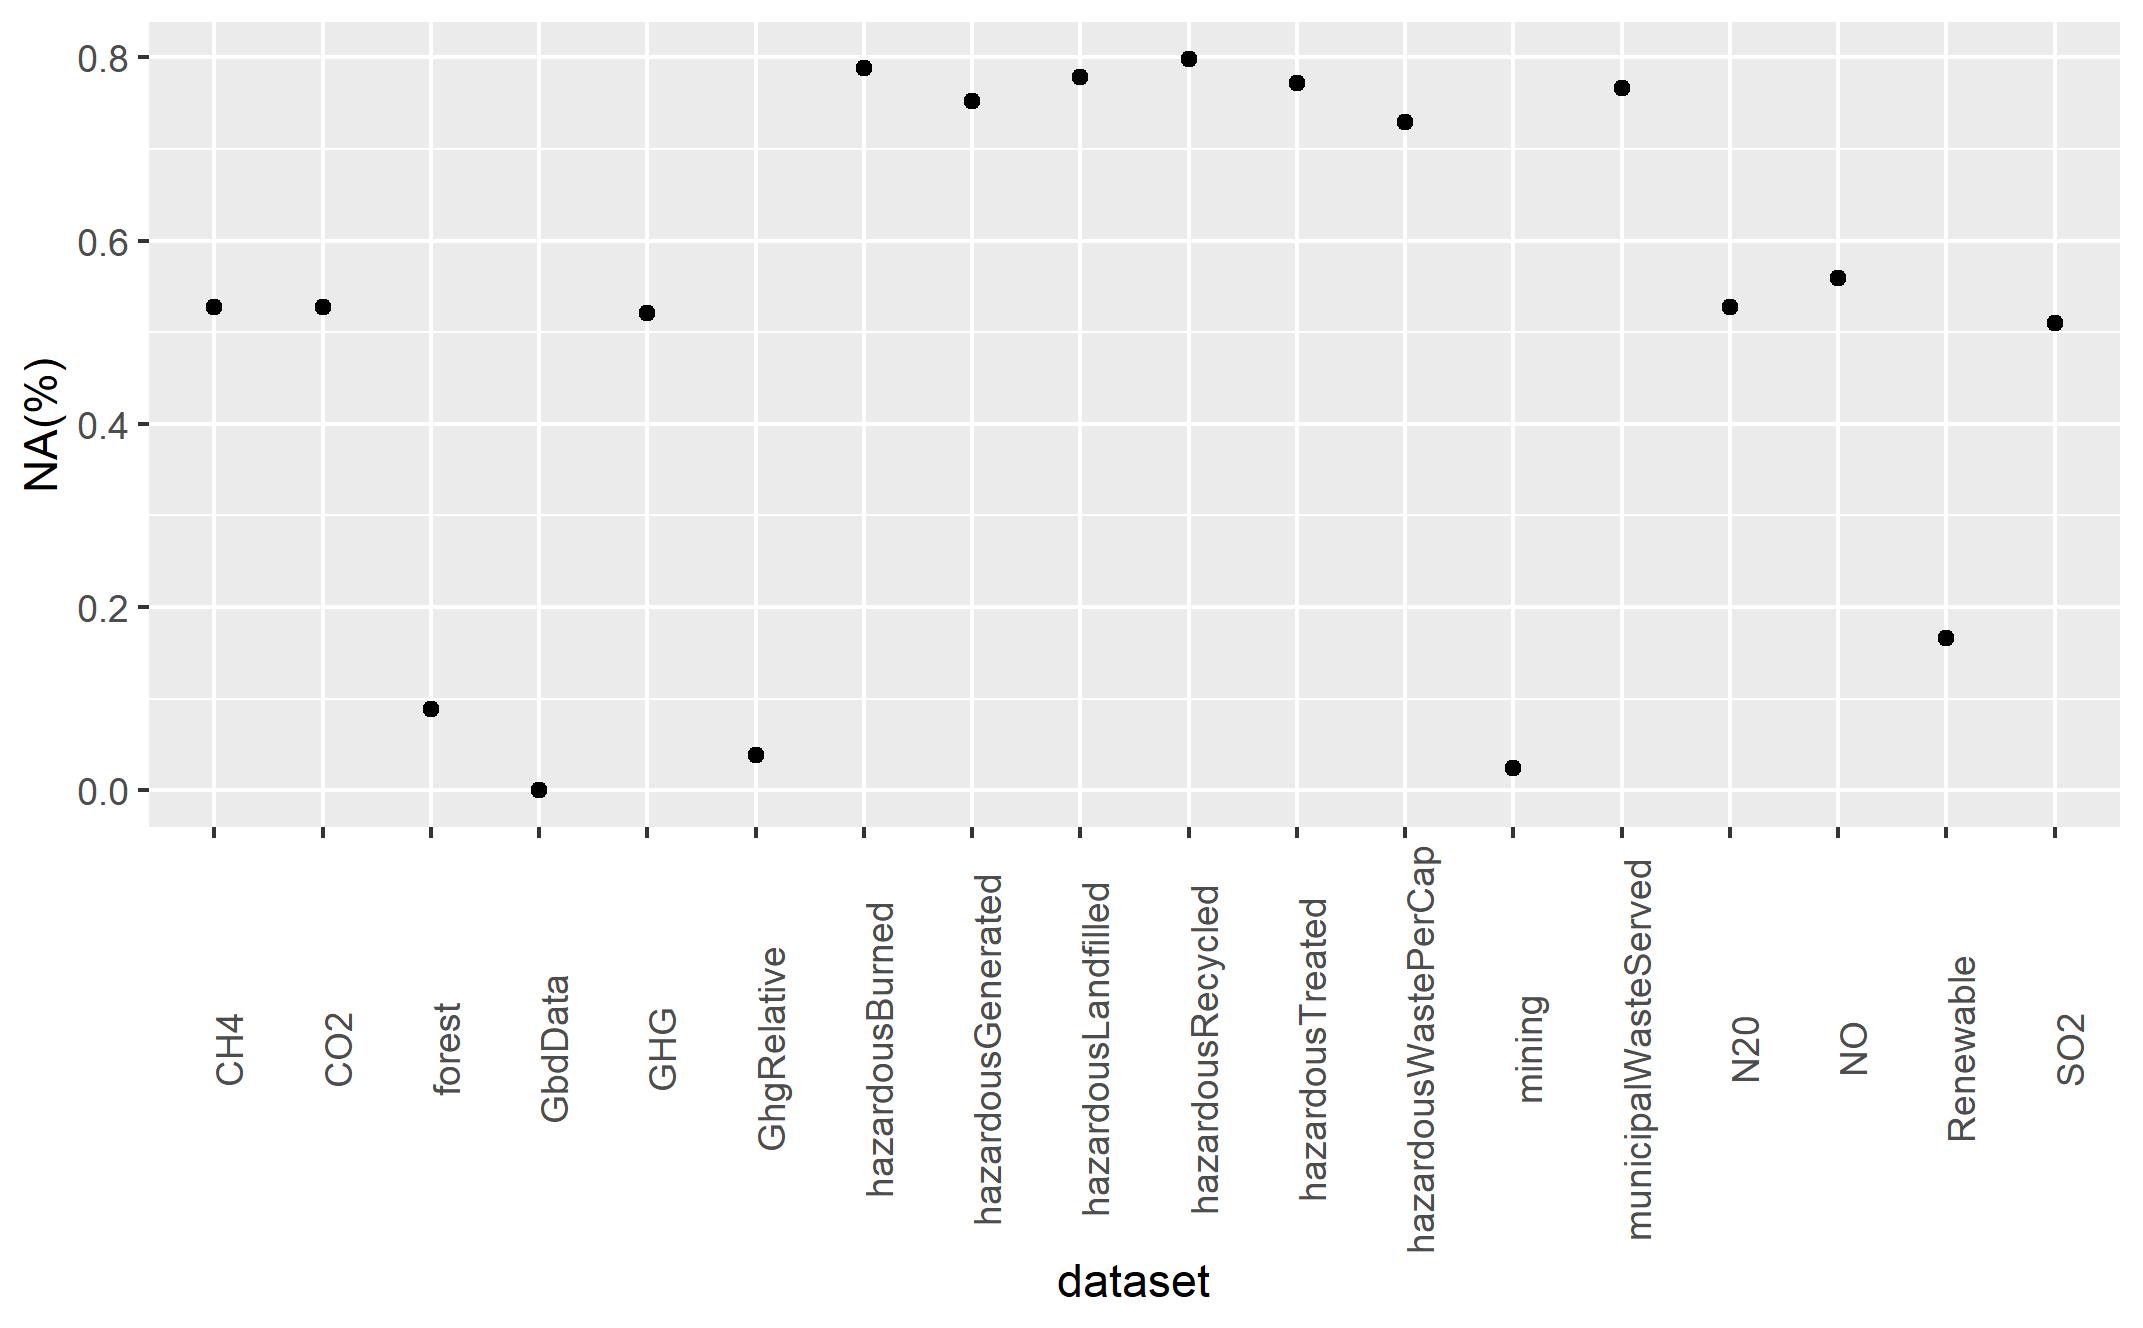 NA(%)
0.8
0.6
0.4
0.2
0.0
CH4
CO2
forest
GbdData
GHG
GhgRelative
hazardousBurned
hazardousGenerated
hazardousLandfilled
hazardousRecycled
hazardousTreated
hazardousWastePerCap
mining
municipalWasteServed
N20
NO
Renewable
SO2
dataset